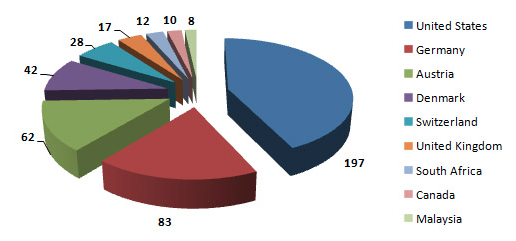 8
10
12
17
28
42
62
83
197
United States
Germany
Austria
Denmark
Switzerland
United Kingdom
South Africa
Canada
Malaysia